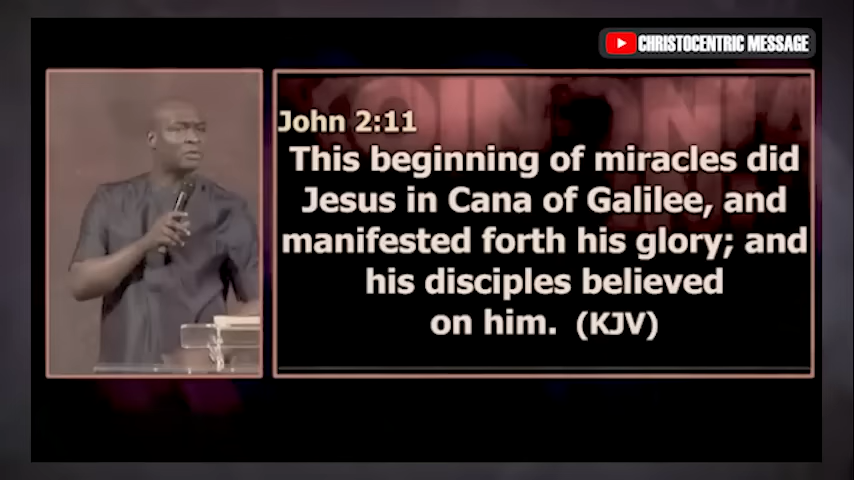 CHRISTOCENTRIC MESSAGE
John 2:11
This beginning of miracles did
Jesus in Cana of Galilee, and
manifested forth his glory; and
his disciples believed
on him. (KJV)